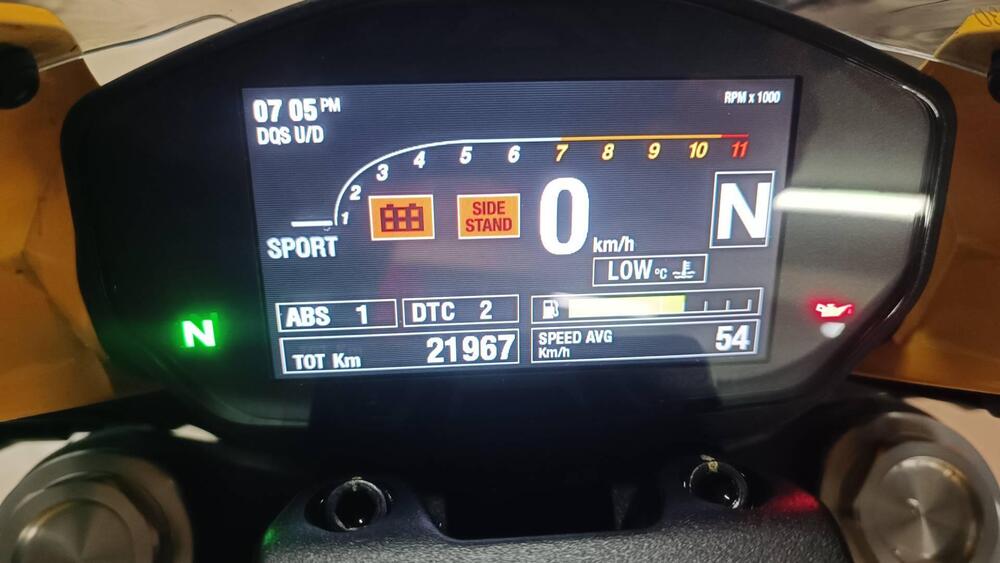 07 05 PM
RPM x 1000
DQS U/D
1 2 3 4 5 6 7 8 9 10 11
SIDE
STAND
0 km/h
N
SPORT
LOW °C
ABS 1
DTC 2
N
TOT Km 21967
SPEED AVG
Km/h
54